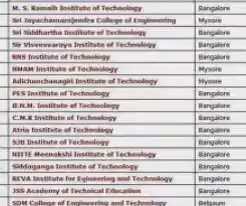 M. S. Ramaih Institute of Technology Bangalore
Sri Jayachamarajendra College of Engineering Mysore
Sri Siddhartha Institute of Technology Bangalore
Sir Visvesvaraya Institute of Technology Bangalore
RNS Institute of Technology Bangalore
NMAM Institute of Technology Mysore
Adichunchanagiri Institute of Technology Mysore
PES Institute of Technology Bangalore
B.N.M. Institute of Technology Bangalore
C.M.R Institute of Technology Bangalore
Atria Institute of Technology Bangalore
SJB Institute of Technology Bangalore
NITTE Meenakshi Institute of Technology Bangalore
Siddaganga Institute of Technology Bangalore
REVA Institute for Egineering and Technology Bangalore
JSS Academy of Technical Education Bangalore
SDM College of Engineering and Technology Belgaum